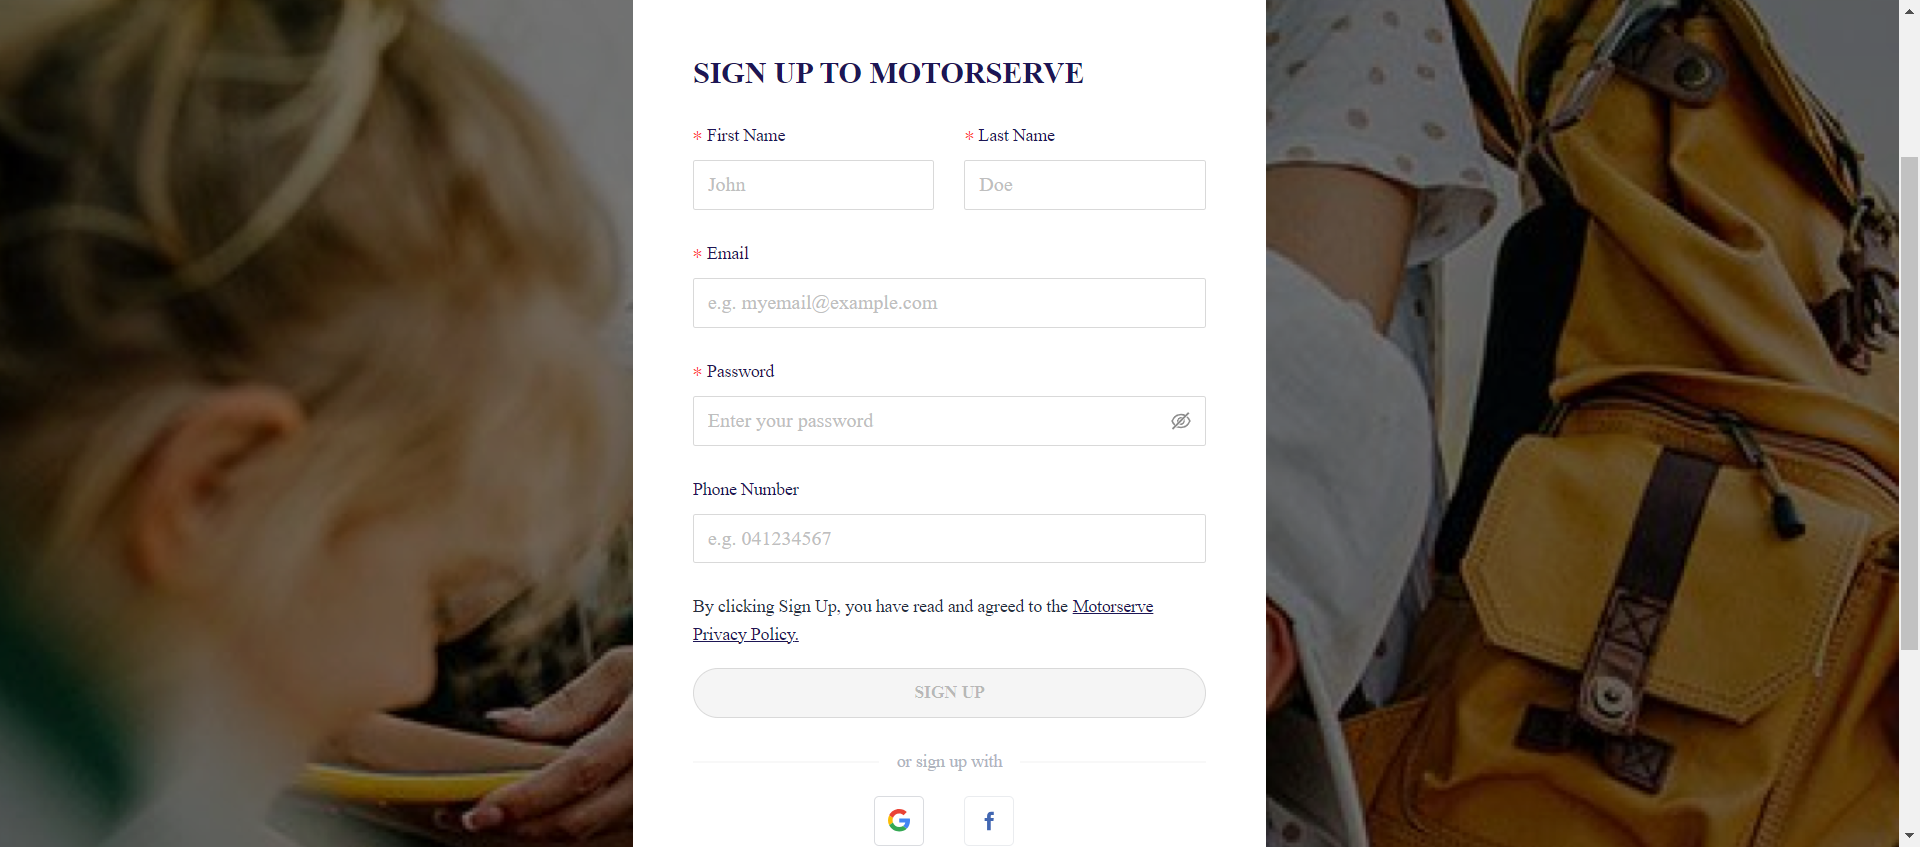 SIGN UP TO MOTORSERVE
* First Name
* Last Name
John
Doe
* Email
e.g. myemail@example.com
* Password
Enter your password
Phone Number
e.g. 041234567
By clicking Sign Up, you have read and agreed to the Motorserve
Privacy Policy.
SIGN UP
or sign up with